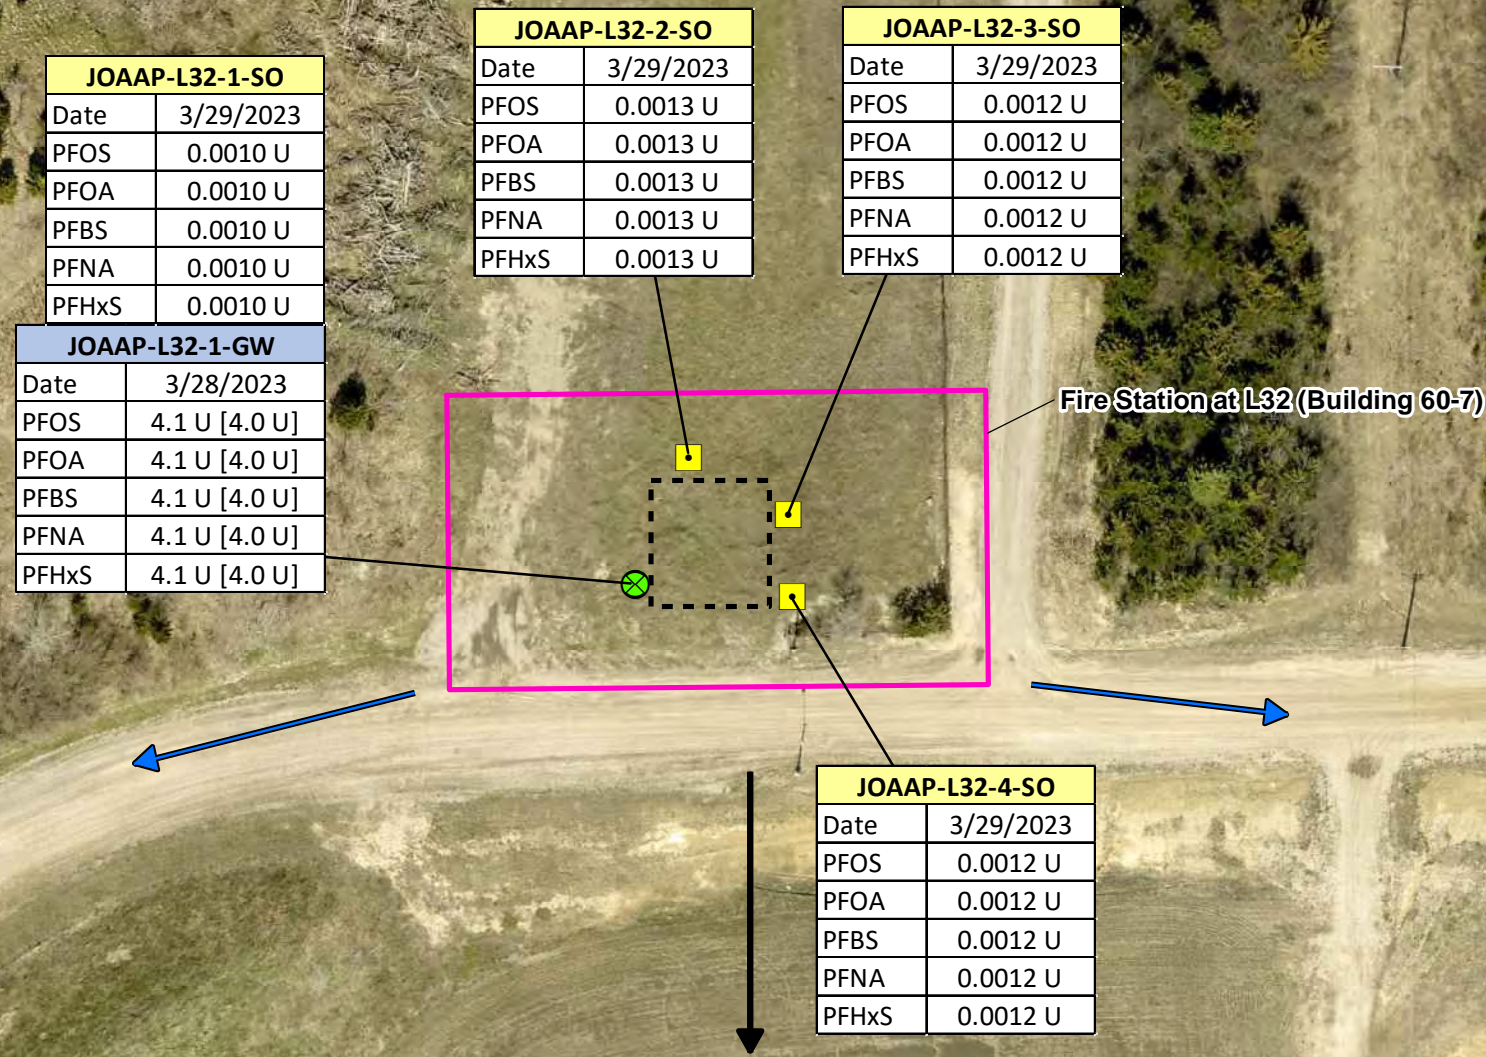 JOAAP-L32-1-SO
Date 3/29/2023
PFOS 0.0010 U
PFOA 0.0010 U
PFBS 0.0010 U
PFNA 0.0010 U
PFHxS 0.0010 U
JOAAP-L32-1-GW
Date 3/28/2023
PFOS 4.1 U [4.0 U]
PFOA 4.1 U [4.0 U]
PFBS 4.1 U [4.0 U]
PFNA 4.1 U [4.0 U]
PFHxS 4.1 U [4.0 U]
JOAAP-L32-2-SO
Date 3/29/2023
PFOS 0.0013 U
PFOA 0.0013 U
PFBS 0.0013 U
PFNA 0.0013 U
PFHxS 0.0013 U
JOAAP-L32-3-SO
Date 3/29/2023
PFOS 0.0012 U
PFOA 0.0012 U
PFBS 0.0012 U
PFNA 0.0012 U
PFHxS 0.0012 U
Fire Station at L32 (Building 60-7)
JOAAP-L32-4-SO
Date 3/29/2023
PFOS 0.0012 U
PFOA 0.0012 U
PFBS 0.0012 U
PFNA 0.0012 U
PFHxS 0.0012 U